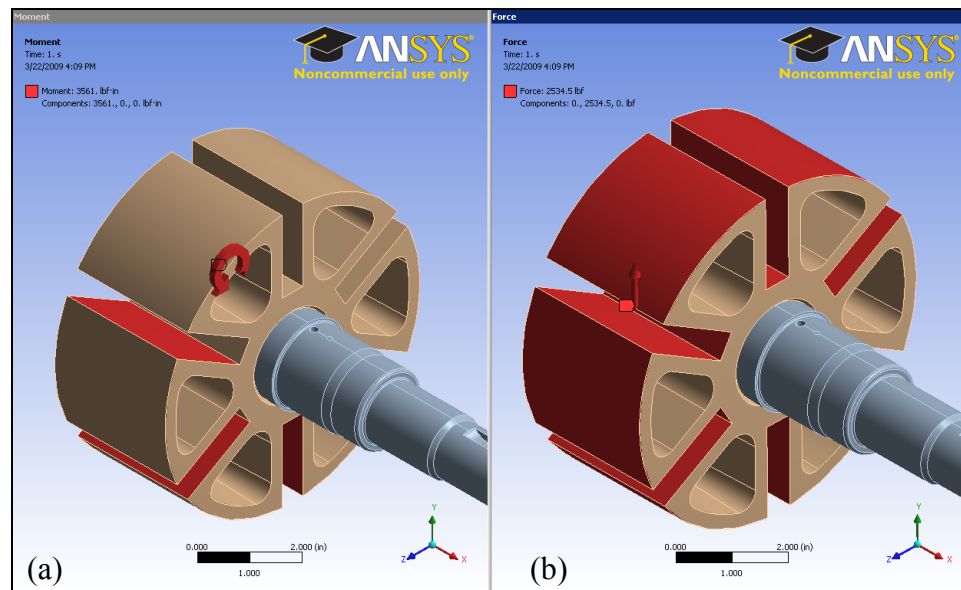 Moment
Moment
Time: 1. s
3/22/2009 4:09 PM
Moment: 3561. lbf·in
Components: 3561., 0., 0. lbf·in
ANSYS®
Noncommercial use only
0.000 2.000 (in)
1.000
Y
Z X
(a)
Force
Force
Time: 1. s
3/22/2009 4:09 PM
Force: 2534.5 lbf
Components: 0., 2534.5, 0. lbf
ANSYS®
Noncommercial use only
0.000 2.000 (in)
1.000
Y
Z X
(b)